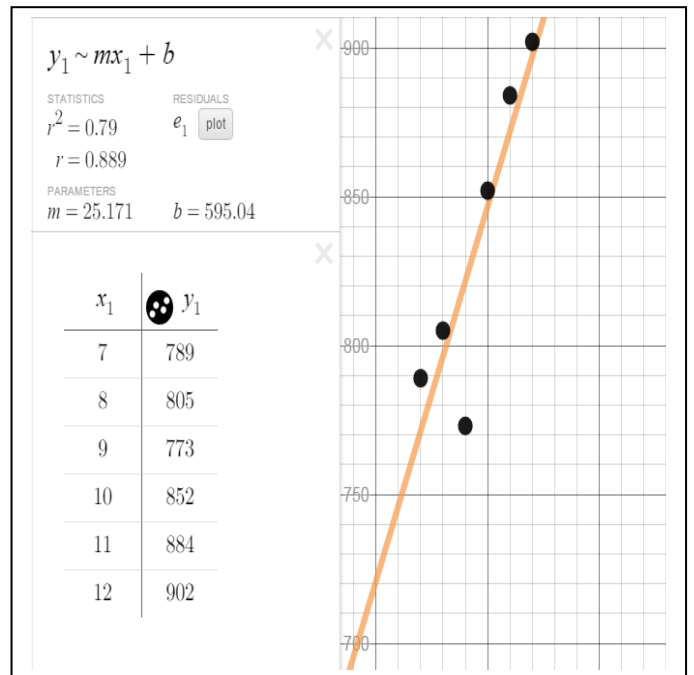 y₁ ~ mx₁ + b
STATISTICS RESIDUALS
r² = 0.79 e₁ plot
r = 0.889
PARAMETERS
m = 25.171 b = 595.04
x₁ y₁
7 789
8 805
9 773
10 852
11 884
12 902
900
850
800
750
700